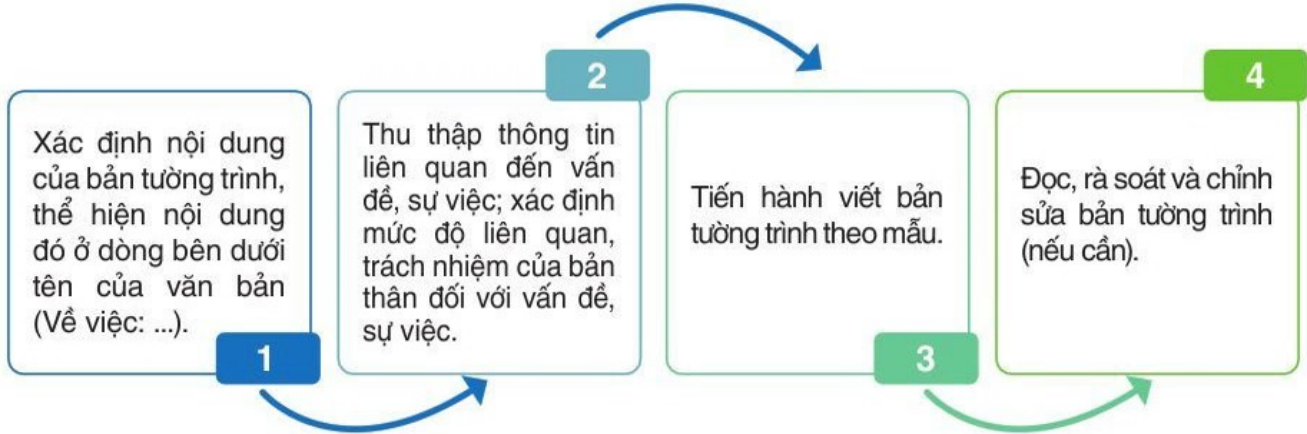 Xác định nội dung
của bản tường trình,
thể hiện nội dung
đó ở dòng bên dưới
tên của văn bản
(Về việc: ...).
1
2
Thu thập thông tin
liên quan đến vấn
đề, sự việc; xác định
mức độ liên quan,
trách nhiệm của bản
thân đối với vấn đề,
sự việc.
Tiến hành viết bản
tường trình theo mẫu.
3
4
Đọc, rà soát và chỉnh
sửa bản tường trình
(nếu cần).